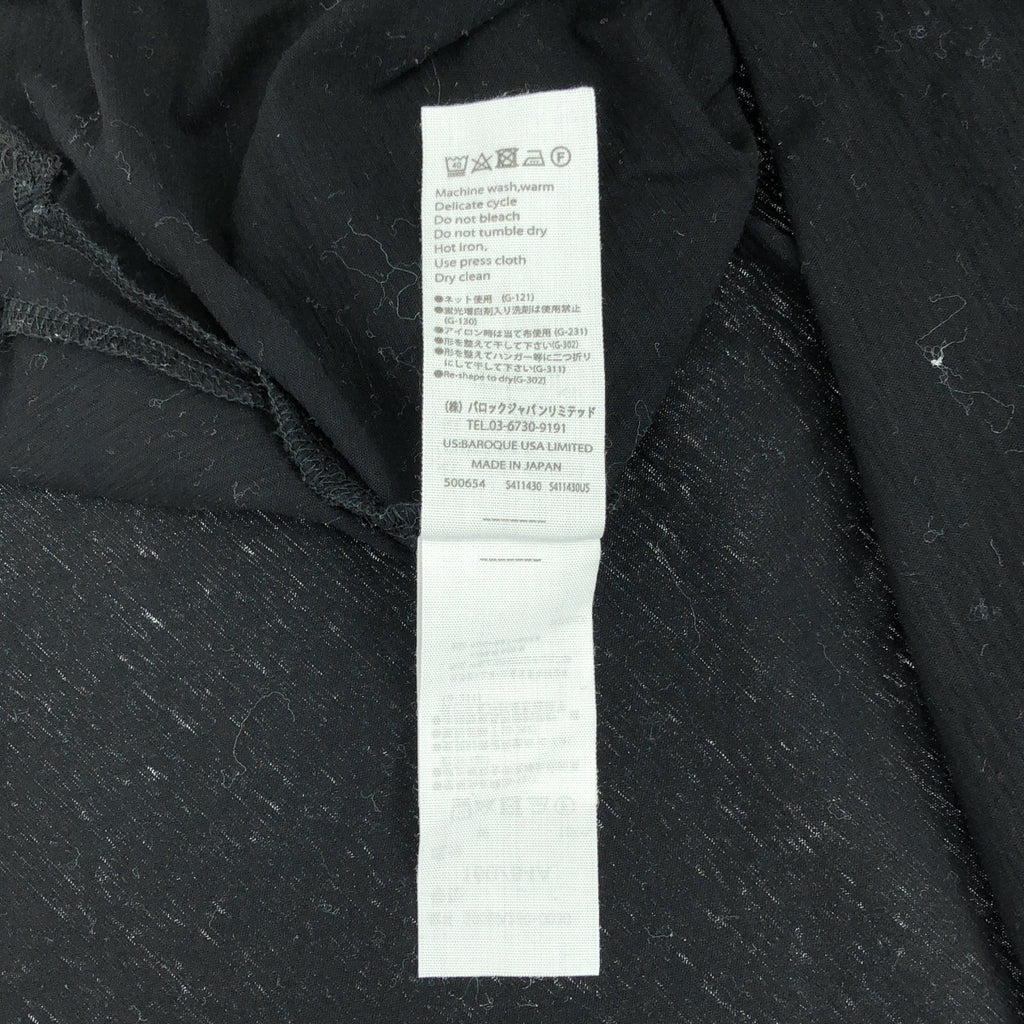 40 F
Machine wash,warm
Delicate cycle
Do not bleach
Do not tumble dry
Hot iron,
Use press cloth
Dry clean
●ネット使用 (G-121)
●蛍光増白剤入り洗剤は使用禁止
(G-130)
●アイロン時は当て布使用 (G-231)
●形を整えて干して下さい(G-302)
●形を整えてハンガー等に二つ折り
にして干して下さい(G-311)
●Re-shape to dry(G-302)
(株) バロックジャパンリミテッド
TEL.03-6730-9191
US:BAROQUE USA LIMITED
MADE IN JAPAN
500654 S411430 S411430US